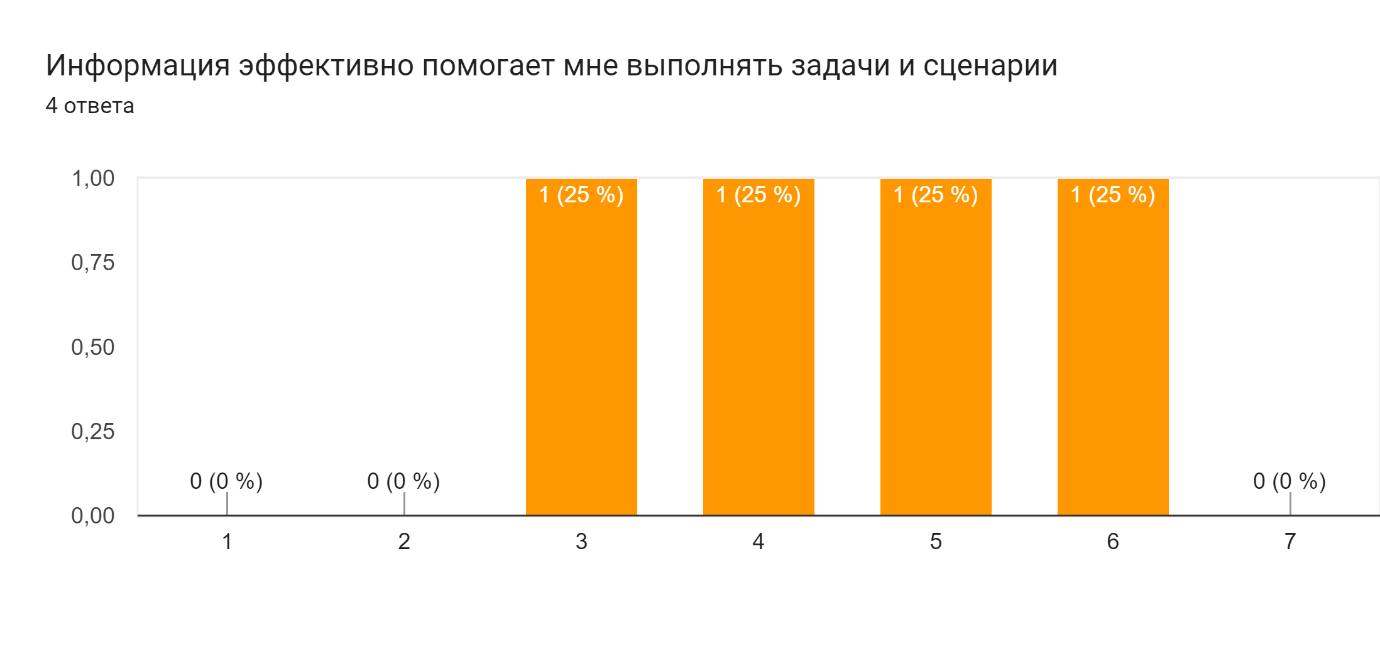 Информация эффективно помогает мне выполнять задачи и сценарии
4 ответа
1,00
0,75
0,50
0,25
0,00
1 (25 %) 1 (25 %) 1 (25 %) 1 (25 %)
0 (0 %) 0 (0 %) 0 (0 %)
1 2 3 4 5 6 7